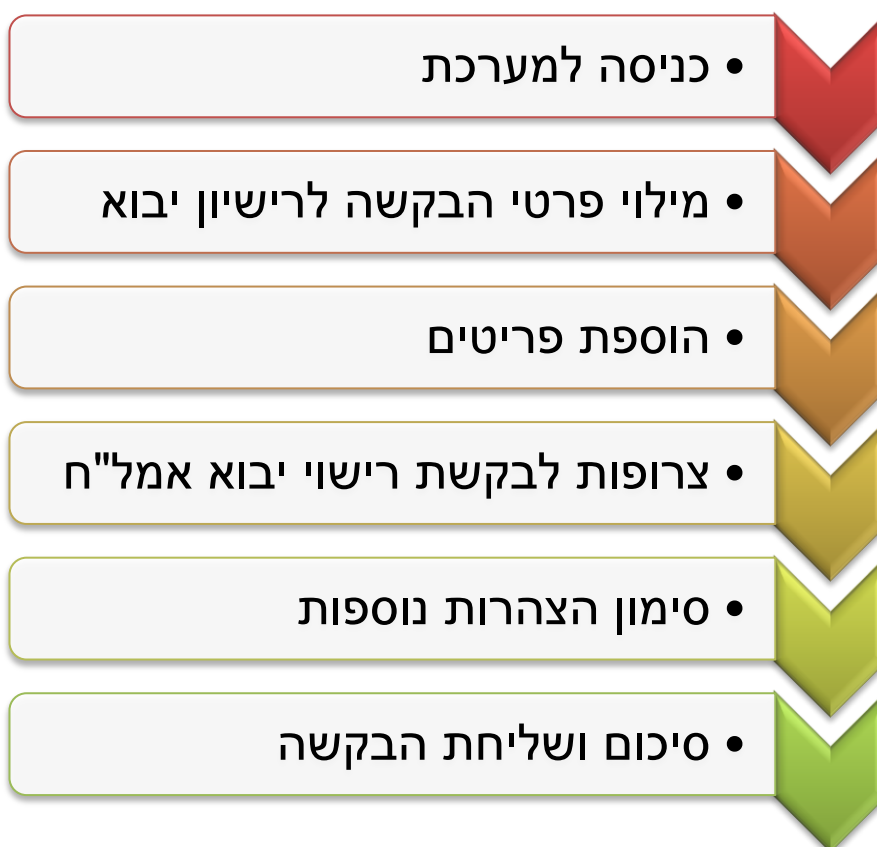 • כניסה למערכת
• מילוי פרטי הבקשה לרישיון יבוא
• הוספת פריטים
• צרופות לבקשת רישוי יבוא אמל"ח
• סימון הצהרות נוספות
• סיכום ושליחת הבקשה